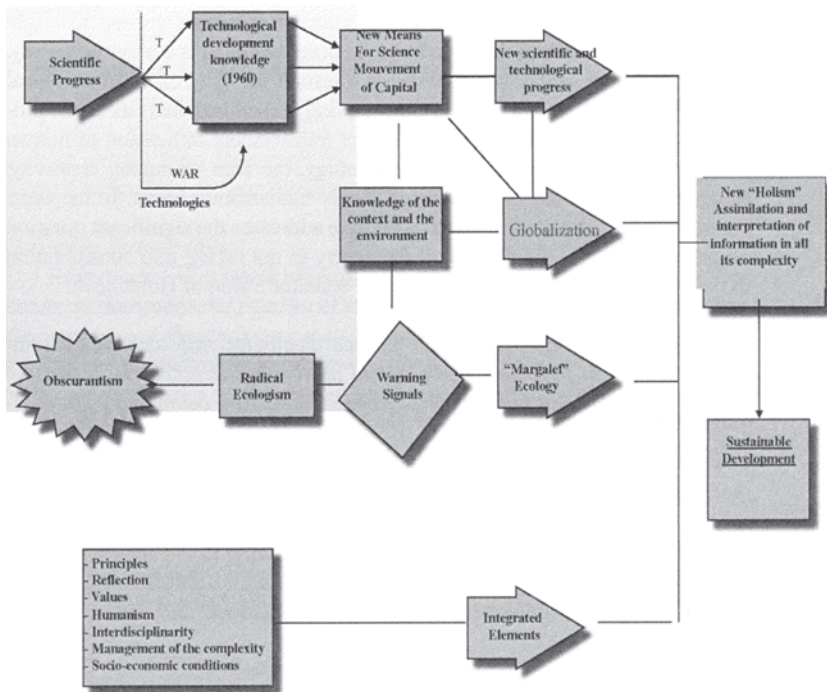 Scientific
Progress
T
T
T
Technological
development
knowledge
(1960)
New Means
For Science
Mouvement
of Capital
New scientific and
technological
progress
WAR
Technologies
Knowledge of the
context and the
environment
Globalization
New “Holism”
Assimilation and
interpretation of
information in all
its complexity
Obscurantism
Radical
Ecologism
Warning
Signals
“Margalef”
Ecology
Sustainable
Development
- Principles
- Reflection
- Values
- Humanism
- Interdisciplinarity
- Management of the complexity
- Socio-economic conditions
Integrated
Elements